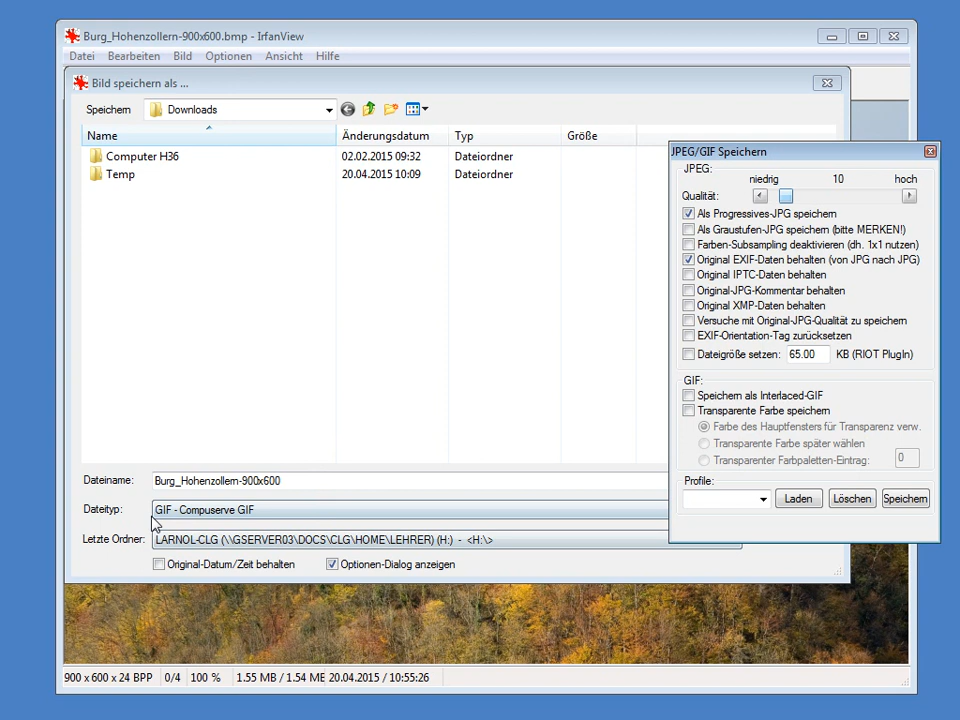 Burg_Hohenzollern-900x600.bmp - IrfanView
Datei Bearbeiten Bild Optionen Ansicht Hilfe
Bild speichern als ...
Speichern Downloads
Name Änderungsdatum Typ Größe
Computer H36 02.02.2015 09:32 Dateiordner
Temp 20.04.2015 10:09 Dateiordner
Dateiname: Burg_Hohenzollern-900x600
Dateityp: GIF - Compuserve GIF
Letzte Ordner: LARNOL-CLG (\\GSERVER03\DOCS\CLG\HOME\LEHRER) (H:) - <H:\>
Original-Datum/Zeit behalten Optionen-Dialog anzeigen
JPEG/GIF Speichern
JPEG:
niedrig 10 hoch
Qualität:
Als Progressives-JPG speichern
Als Graustufen-JPG speichern (bitte MERKEN!)
Farben-Subsampling deaktivieren (dh. 1x1 nutzen)
Original EXIF-Daten behalten (von JPG nach JPG)
Original IPTC-Daten behalten
Original-JPG-Kommentar behalten
Original XMP-Daten behalten
Versuche mit Original-JPG-Qualität zu speichern
EXIF-Orientation-Tag zurücksetzen
Dateigröße setzen: 65.00 KB (RIOT PlugIn)
GIF:
Speichern als Interlaced-GIF
Transparente Farbe speichern
Farbe des Hauptfensters für Transparenz verw.
Transparente Farbe später wählen
Transparenter Farbpaletten-Eintrag: 0
Profile:
Laden Löschen Speichern
900 x 600 x 24 BPP 0/4 100 % 1.55 MB / 1.54 ME 20.04.2015 / 10:55:26